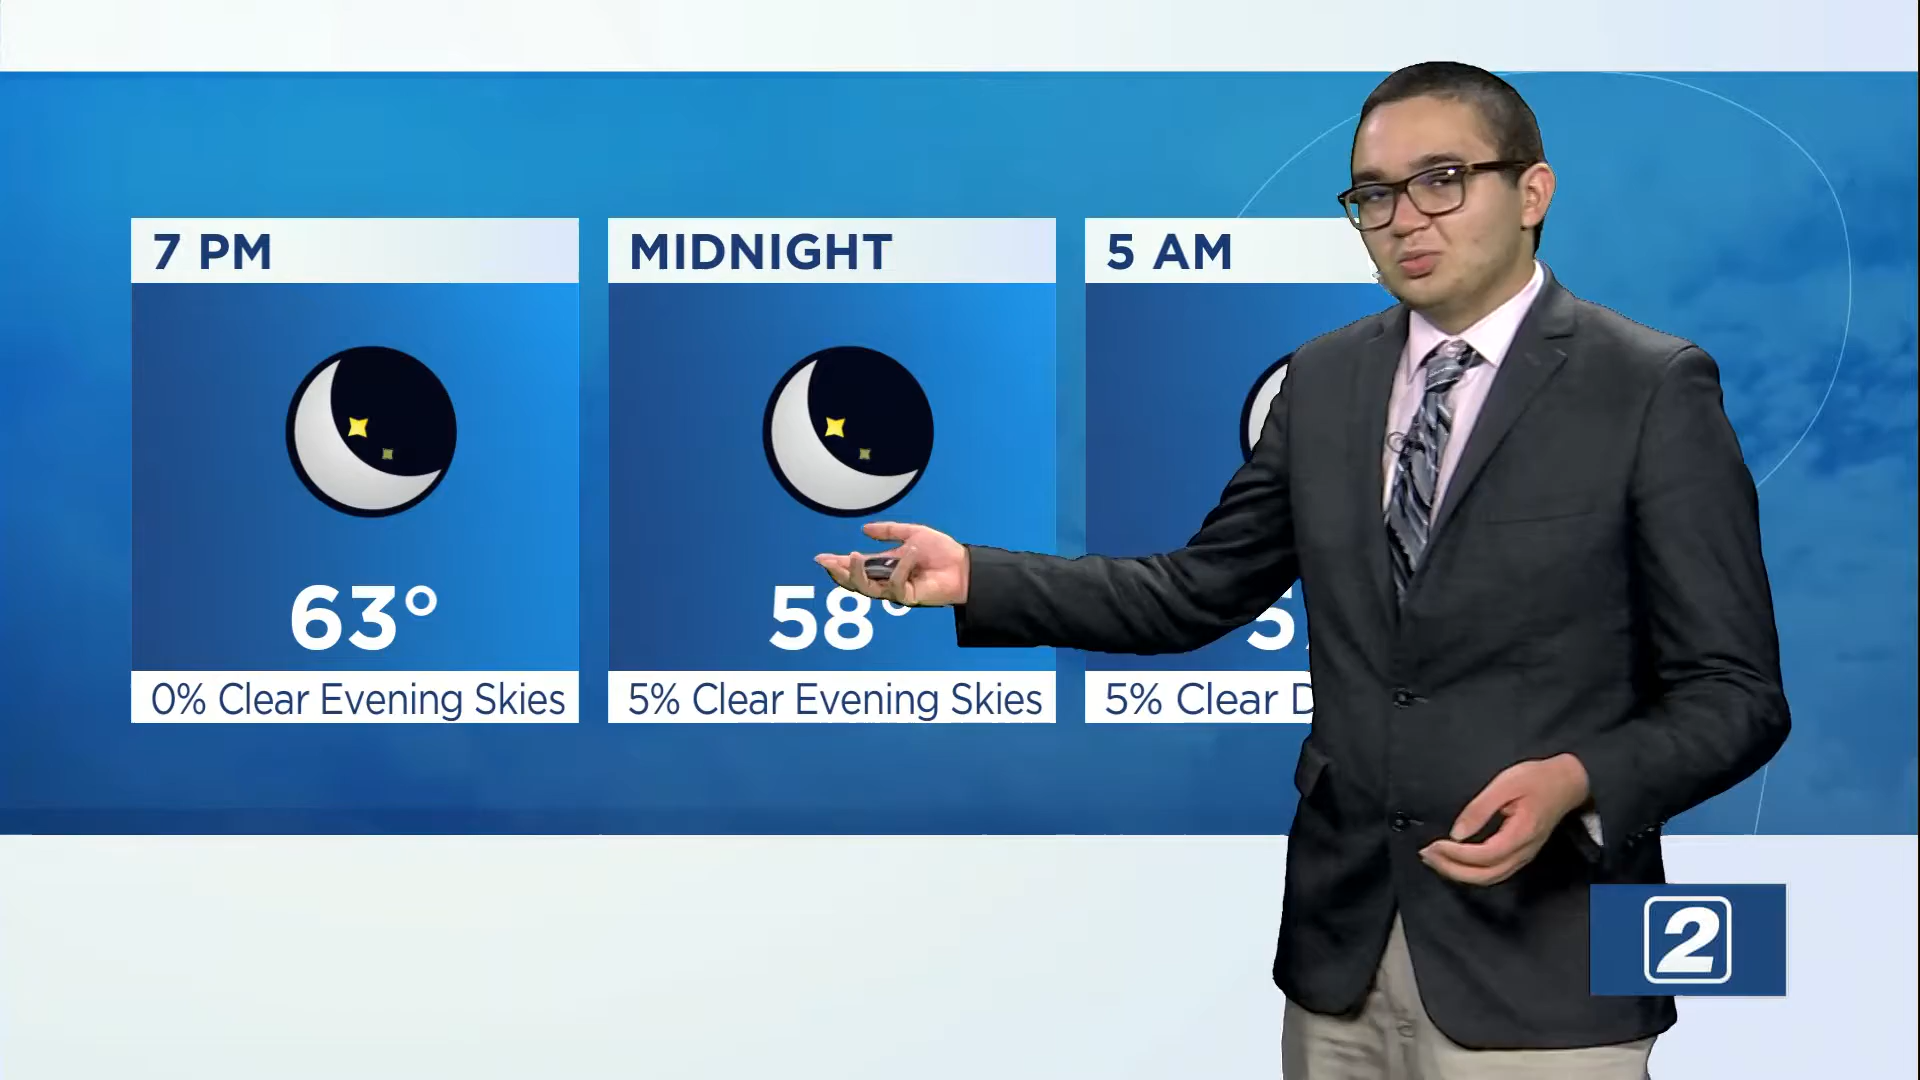 7 PM
MIDNIGHT
5 AM
63°
58°
0% Clear Evening Skies
5% Clear Evening Skies
5% Clear
2